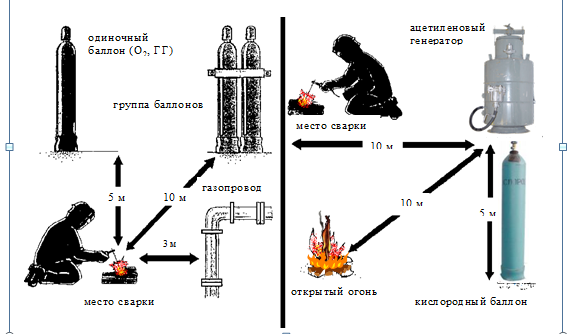 одиночный
баллон (O₂, ГГ)
группа баллонов
5 м
10 м
газопровод
3м
место сварки
ацетиленовый
генератор
место сварки
10 м
10 м
5 м
открытый огонь
кислородный баллон